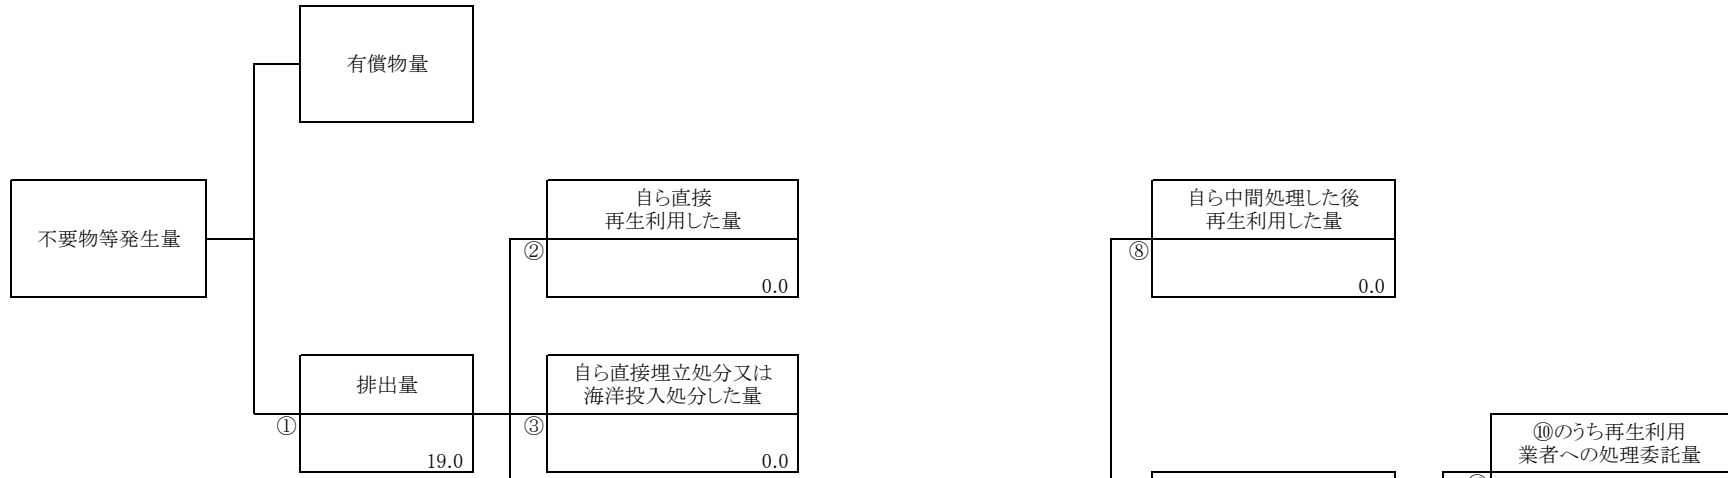 有償物量
不要物等発生量
自ら直接
再生利用した量
②
0.0
自ら中間処理した後
再生利用した量
⑧
0.0
排出量
①
19.0
自ら直接埋立処分又は
海洋投入処分した量
③
0.0
⑩のうち再生利用
業者への処理委託量